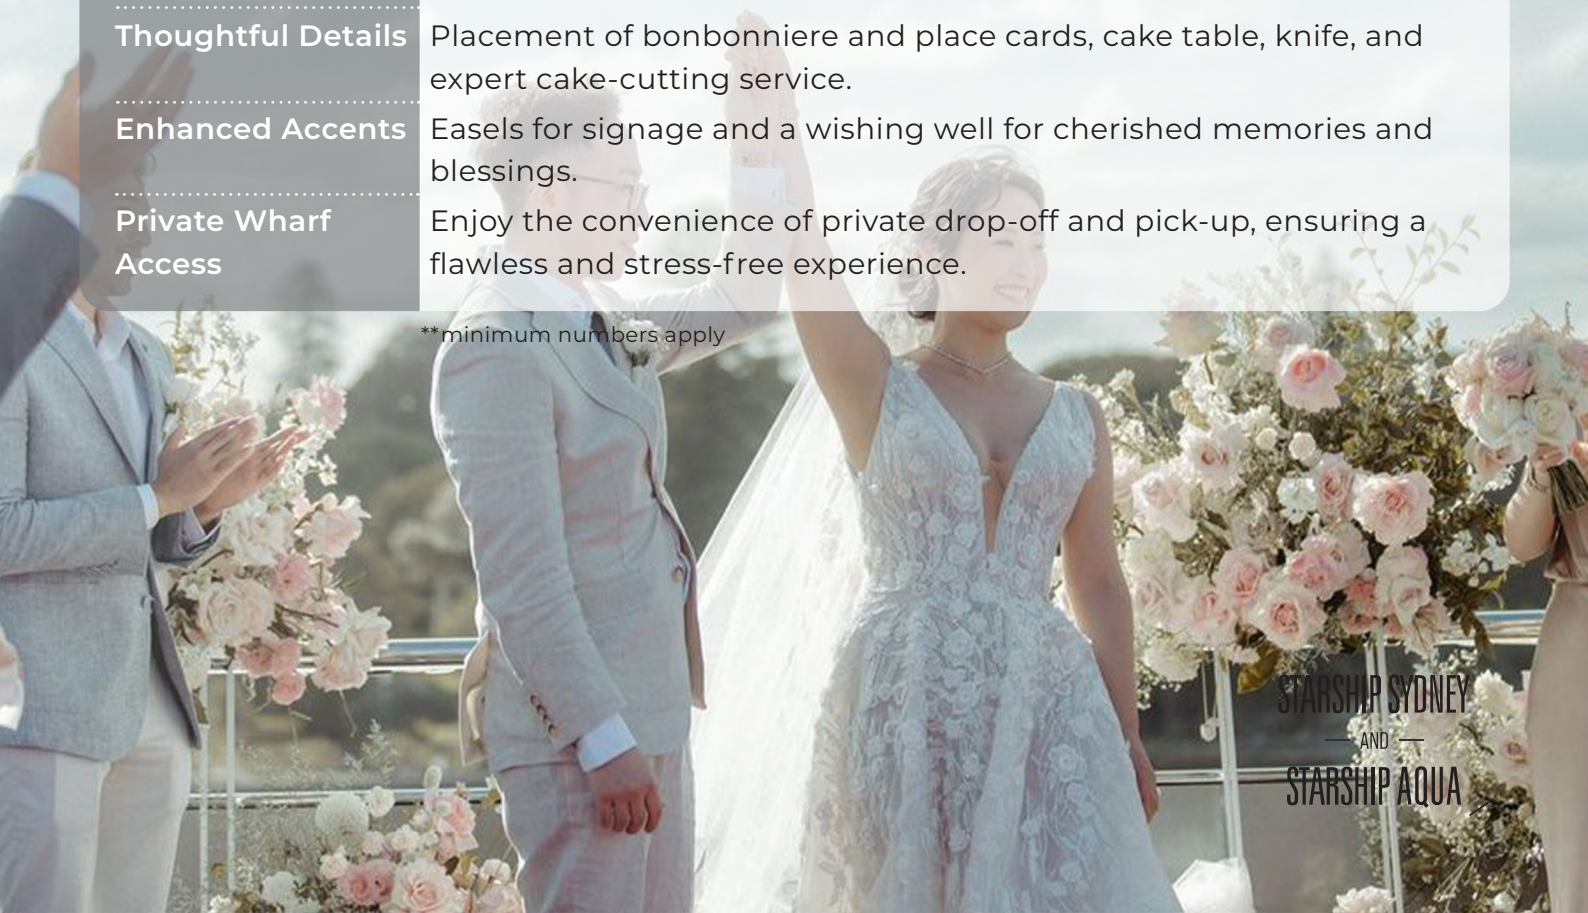 Thoughtful Details
Placement of bonbonniere and place cards, cake table, knife, and
expert cake-cutting service.
Enhanced Accents
Easels for signage and a wishing well for cherished memories and
blessings.
Private Wharf
Access
Enjoy the convenience of private drop-off and pick-up, ensuring a
flawless and stress-free experience.
**minimum numbers apply
STARSHIP SYDNEY
AND
STARSHIP AQUA